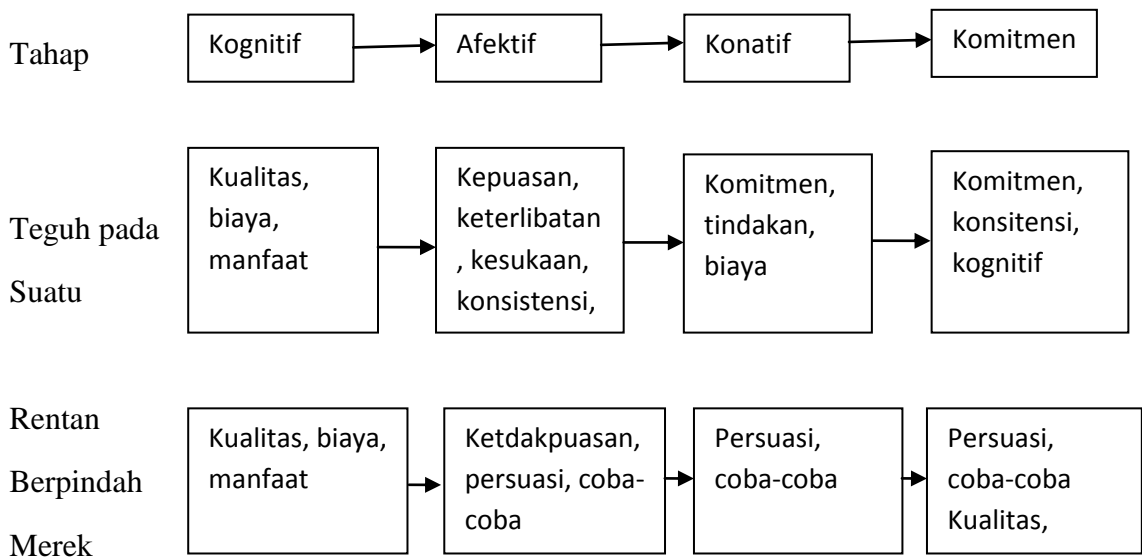 Tahap
Kognitif
Afektif
Konatif
Komitmen
Teguh pada
Suatu
Kualitas,
biaya,
manfaat
Kepuasan,
keterlibatan
, kesukaan,
konsistensi,
Komitmen,
tindakan,
biaya
Komitmen,
konsitensi,
kognitif
Rentan
Berpindah
Merek
Kualitas, biaya,
manfaat
Ketdakpuasan,
persuasi, coba-
coba
Persuasi,
coba-coba
Persuasi,
coba-coba
Kualitas,